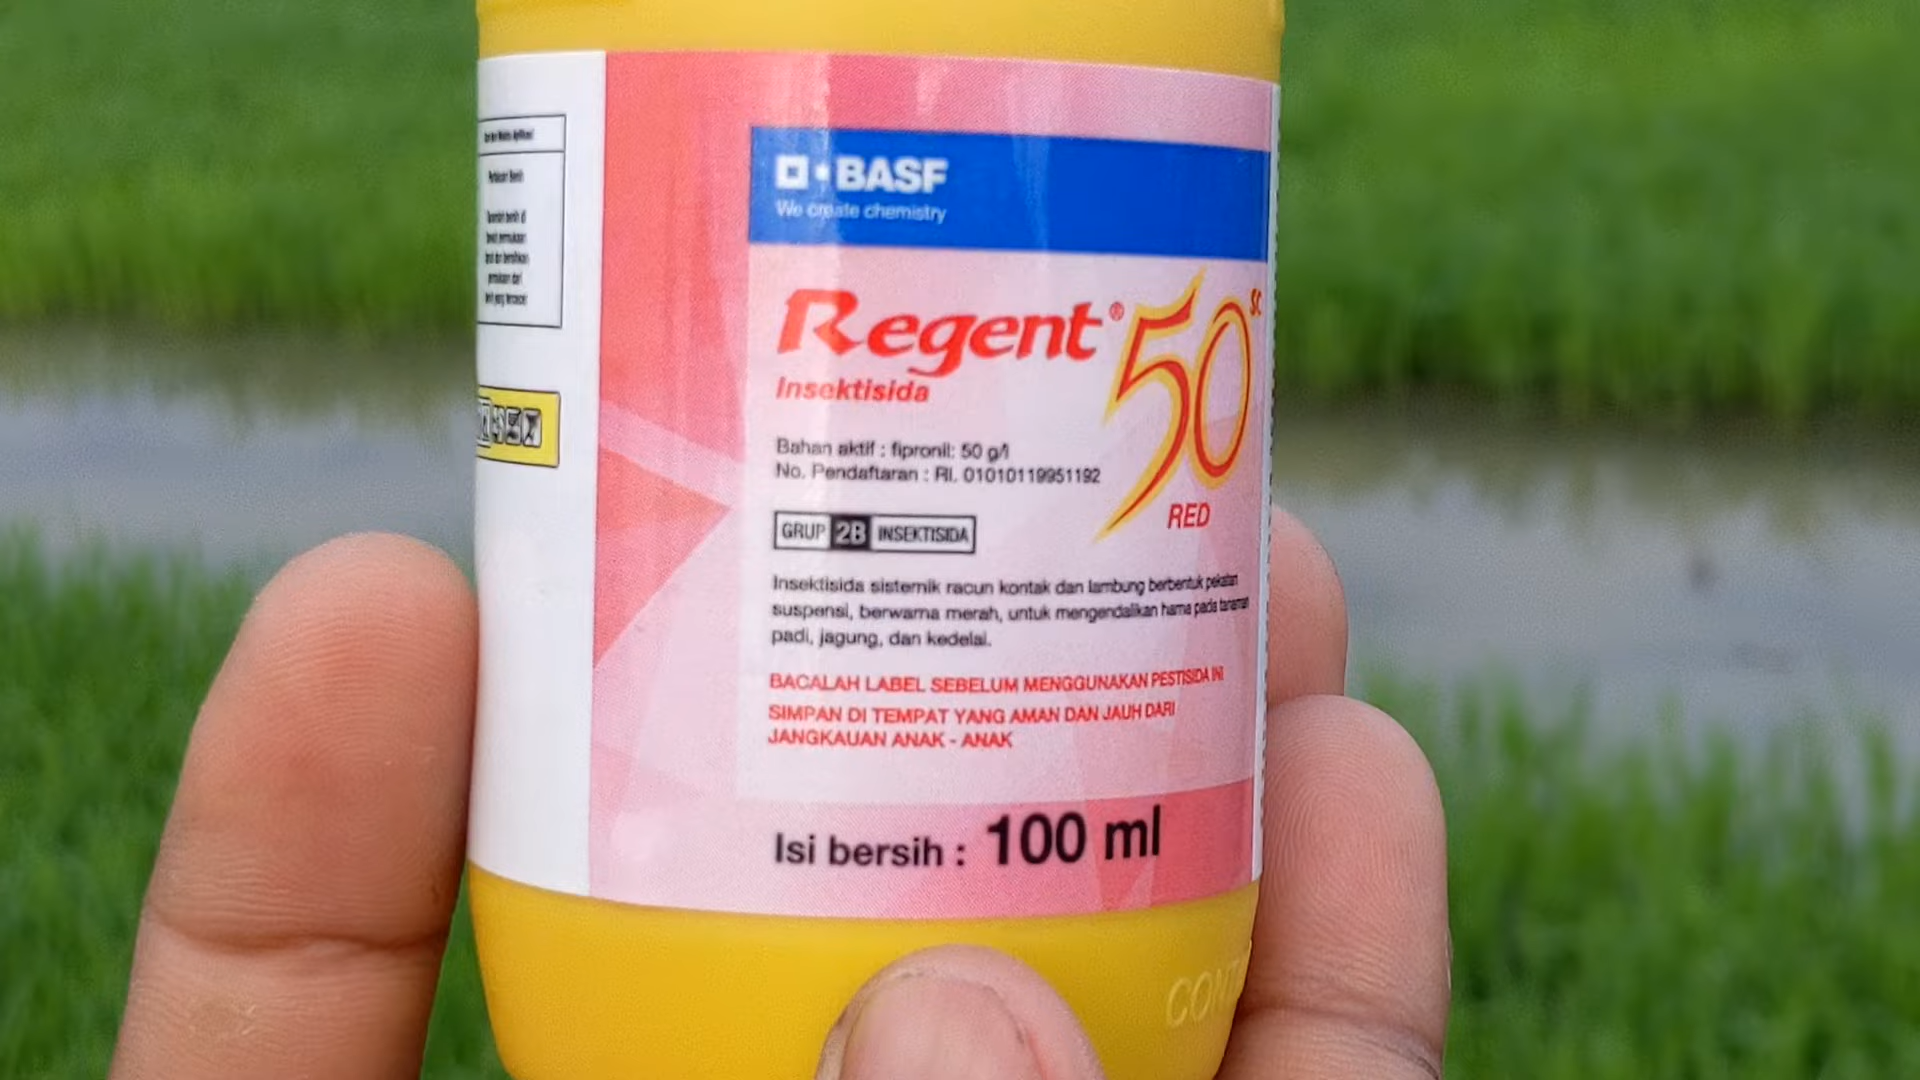 BASF
We create chemistry
Regent® 50 SC
Insektisida
RED
Bahan aktif : fipronil: 50 g/l
No. Pendaftaran : RI. 01010119951192
GRUP 2B INSEKTISIDA
Insektisida sistemik racun kontak dan lambung berbentuk pekatan
suspensi, berwarna merah, untuk mengendalikan hama pada tanaman
padi, jagung, dan kedelai.
BACALAH LABEL SEBELUM MENGGUNAKAN PESTISIDA INI
SIMPAN DI TEMPAT YANG AMAN DAN JAUH DARI
JANGKAUAN ANAK - ANAK
Isi bersih : 100 ml